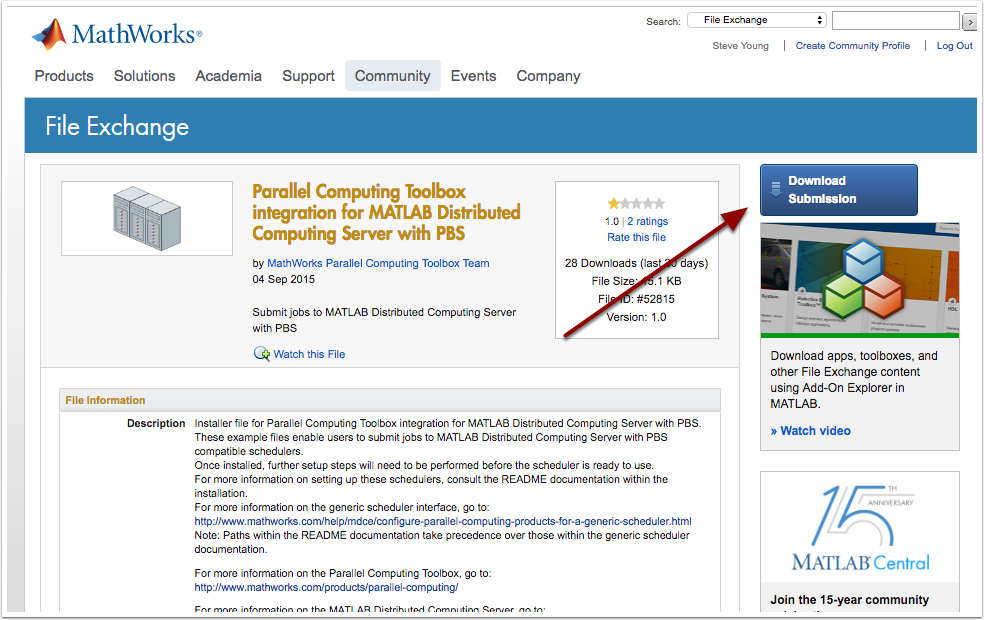 MathWorks®
Search: File Exchange
>
Steve Young | Create Community Profile | Log Out
Products Solutions Academia Support Community Events Company
File Exchange
Parallel Computing Toolbox
integration for MATLAB Distributed
Computing Server with PBS
by MathWorks Parallel Computing Toolbox Team
04 Sep 2015
Submit jobs to MATLAB Distributed Computing Server
with PBS
Watch this File
1.0 | 2 ratings
Rate this file
28 Downloads (last days)
File Size: KB
File ID: #52815
Version: 1.0
Download
Submission
Download apps, toolboxes, and
other File Exchange content
using Add-On Explorer in
MATLAB.
» Watch video
15 TH
ANNIVERSARY
MATLAB® Central
Join the 15-year community
File Information
Description Installer file for Parallel Computing Toolbox integration for MATLAB Distributed Computing Server with PBS.
These example files enable users to submit jobs to MATLAB Distributed Computing Server with PBS
compatible schedulers.
Once installed, further setup steps will need to be performed before the scheduler is ready to use.
For more information on setting up these schedulers, consult the README documentation within the
installation.
For more information on the generic scheduler interface, go to:
http://www.mathworks.com/help/mdce/configure-parallel-computing-products-for-a-generic-scheduler.html
Note: Paths within the README documentation take precedence over those within the generic scheduler
documentation.
For more information on the Parallel Computing Toolbox, go to:
http://www.mathworks.com/products/parallel-computing/
For more information on the MATLAB Distributed Computing Server, go to: